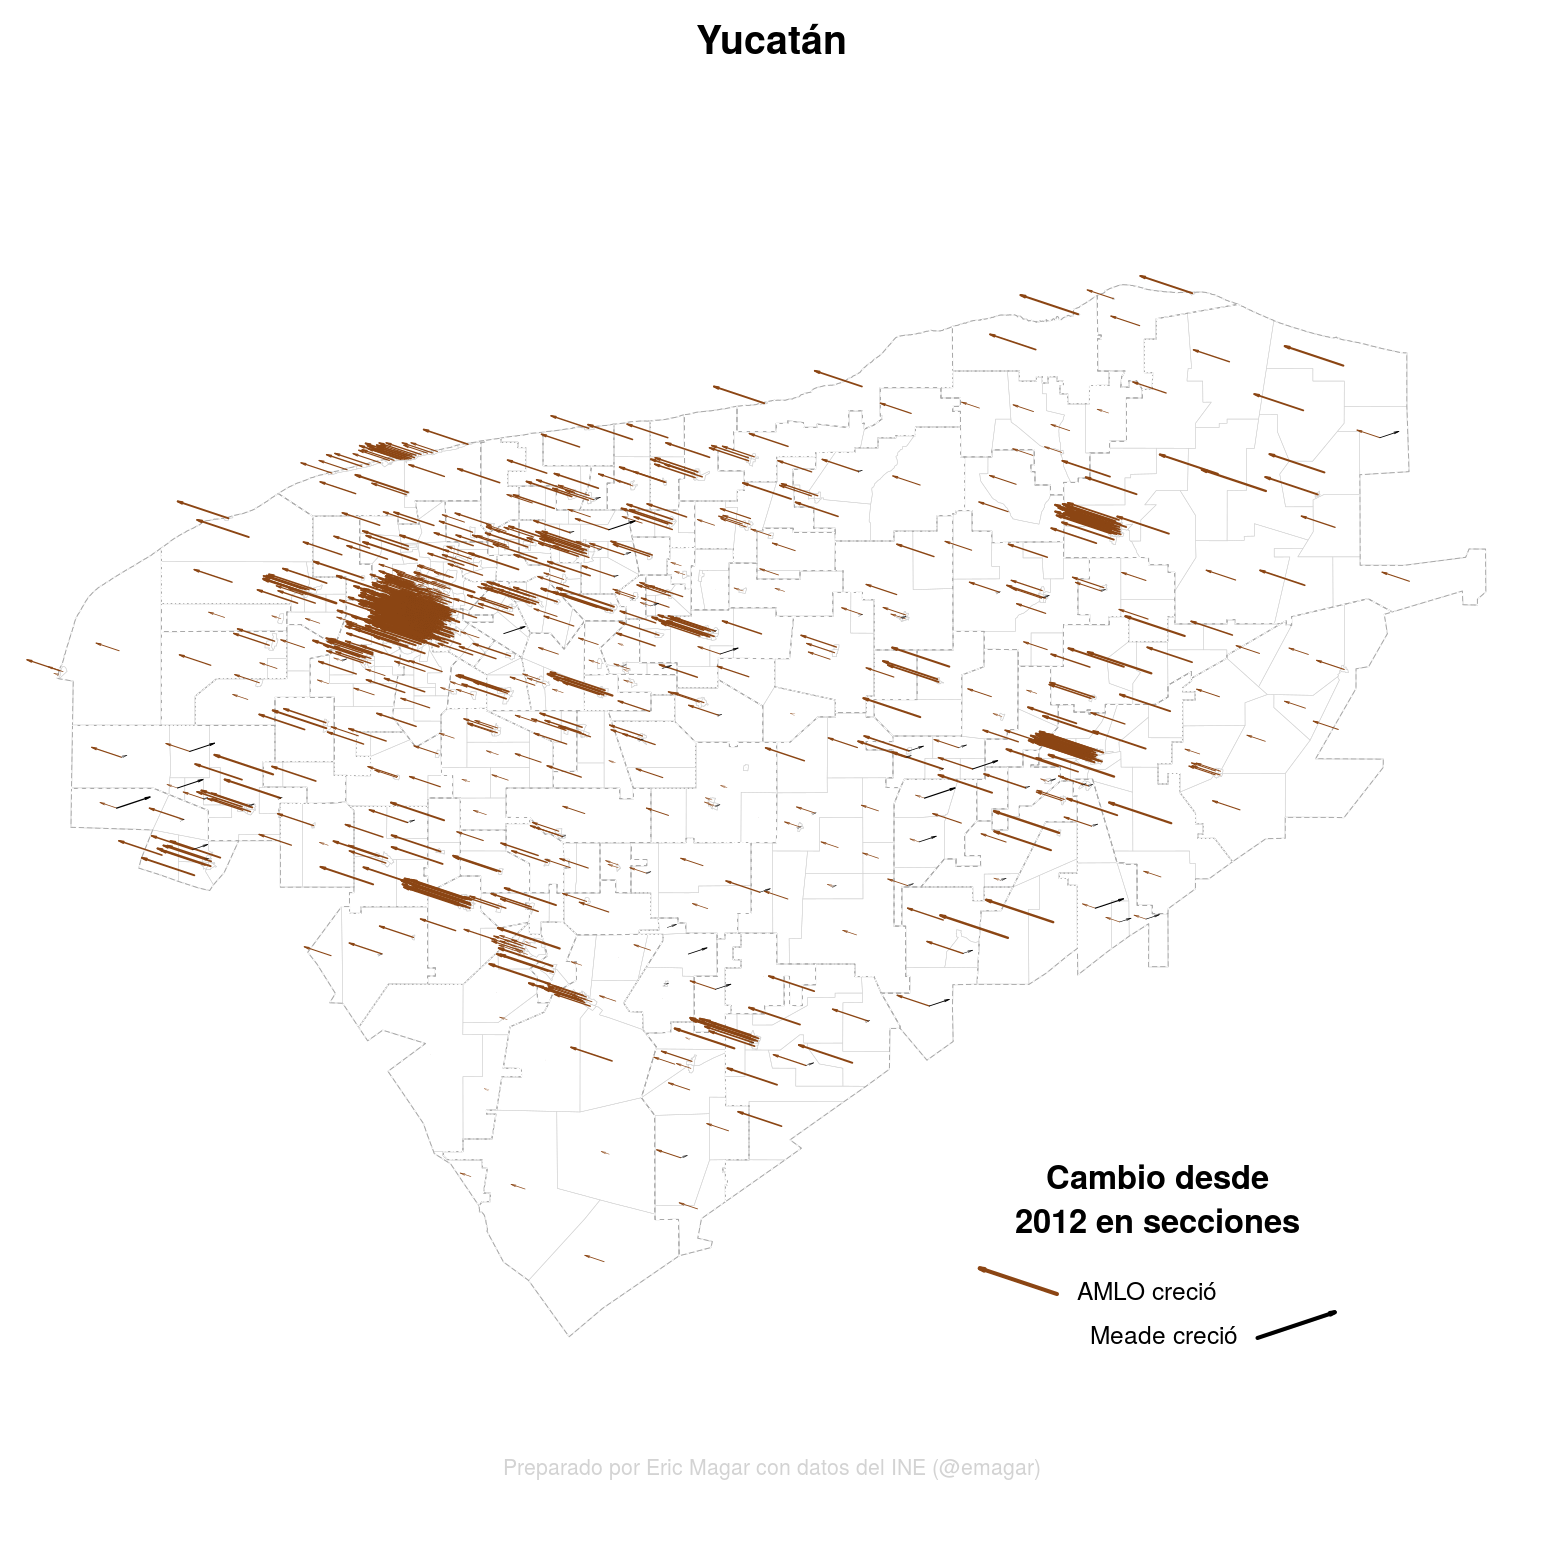 Yucatán
Cambio desde
2012 en secciones
AMLO creció
Meade creció
Preparado por Eric Magar con datos del INE (@emagar)